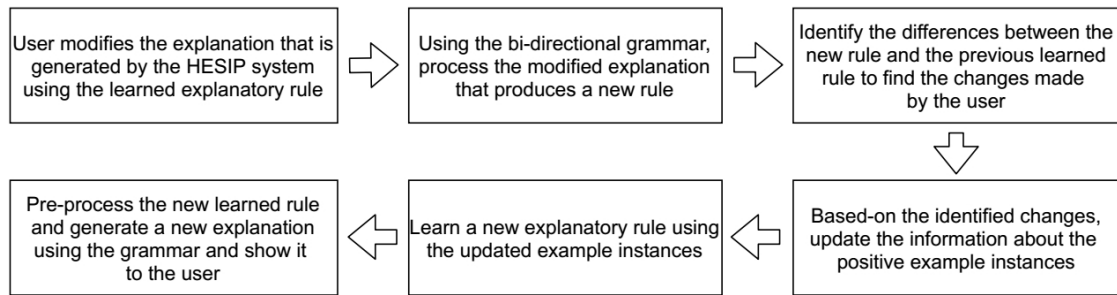 User modifies the explanation that is
generated by the HESIP system
using the learned explanatory rule
Using the bi-directional grammar,
process the modified explanation
that produces a new rule
Identify the differences between the
new rule and the previous learned
rule to find the changes made
by the user
Based-on the identified changes,
update the information about the
positive example instances
Learn a new explanatory rule using
the updated example instances
Pre-process the new learned rule
and generate a new explanation
using the grammar and show it
to the user